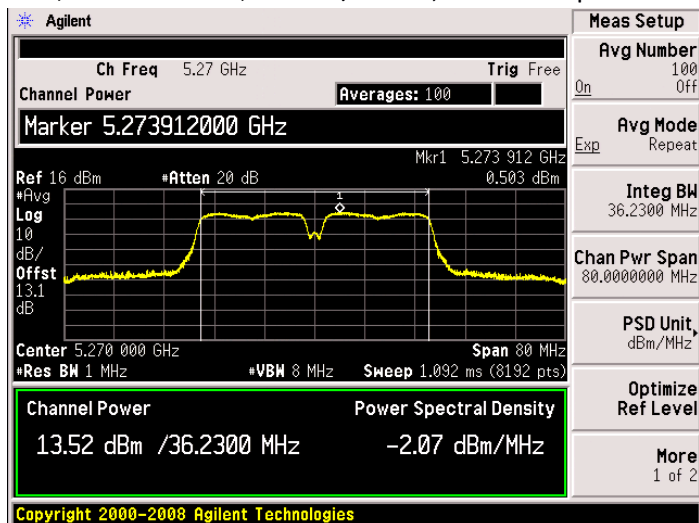 Agilent
Ch Freq 5.27 GHz Trig Free
Channel Power Averages: 100
Marker 5.273912000 GHz
Mkr1 5.273 912 GHz
Ref 16 dBm #Atten 20 dB 0.503 dBm
#Avg
Log
10
dB/
Offst
13.1
dB
1
Center 5.270 000 GHz Span 80 MHz
#Res BW 1 MHz #VBW 8 MHz Sweep 1.092 ms (8192 pts)
Channel Power Power Spectral Density
13.52 dBm /36.2300 MHz -2.07 dBm/MHz
Copyright 2000-2008 Agilent Technologies
Meas Setup
Avg Number
100
On Off
Avg Mode
Exp Repeat
Integ BW
36.2300 MHz
Chan Pwr Span
80.0000000 MHz
PSD Unit
dBm/MHz
Optimize
Ref Level
More
1 of 2